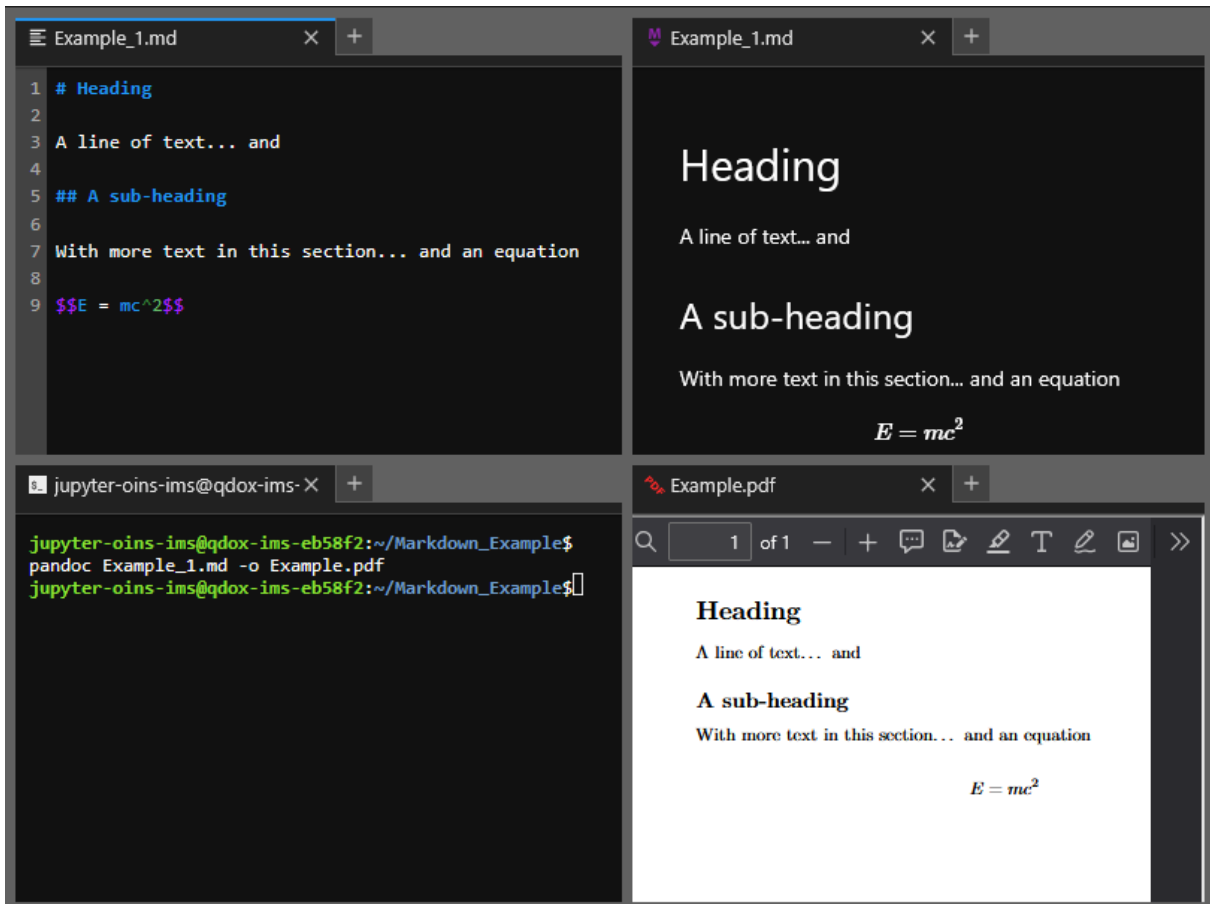 Example_1.md
1 # Heading
2
3 A line of text... and
4
5 ## A sub-heading
6
7 With more text in this section... and an equation
8
9 $$E = mc^2$$
Example_1.md
Heading
A line of text... and
A sub-heading
With more text in this section... and an equation
E = mc²
jupyter-oins-ims@qdox-ims-
jupyter-oins-ims@qdox-ims-eb58f2:~/Markdown_Example$
pandoc Example_1.md -o Example.pdf
jupyter-oins-ims@qdox-ims-eb58f2:~/Markdown_Example$
Example.pdf
1 of 1
Heading
A line of text... and
A sub-heading
With more text in this section... and an equation
E = mc²